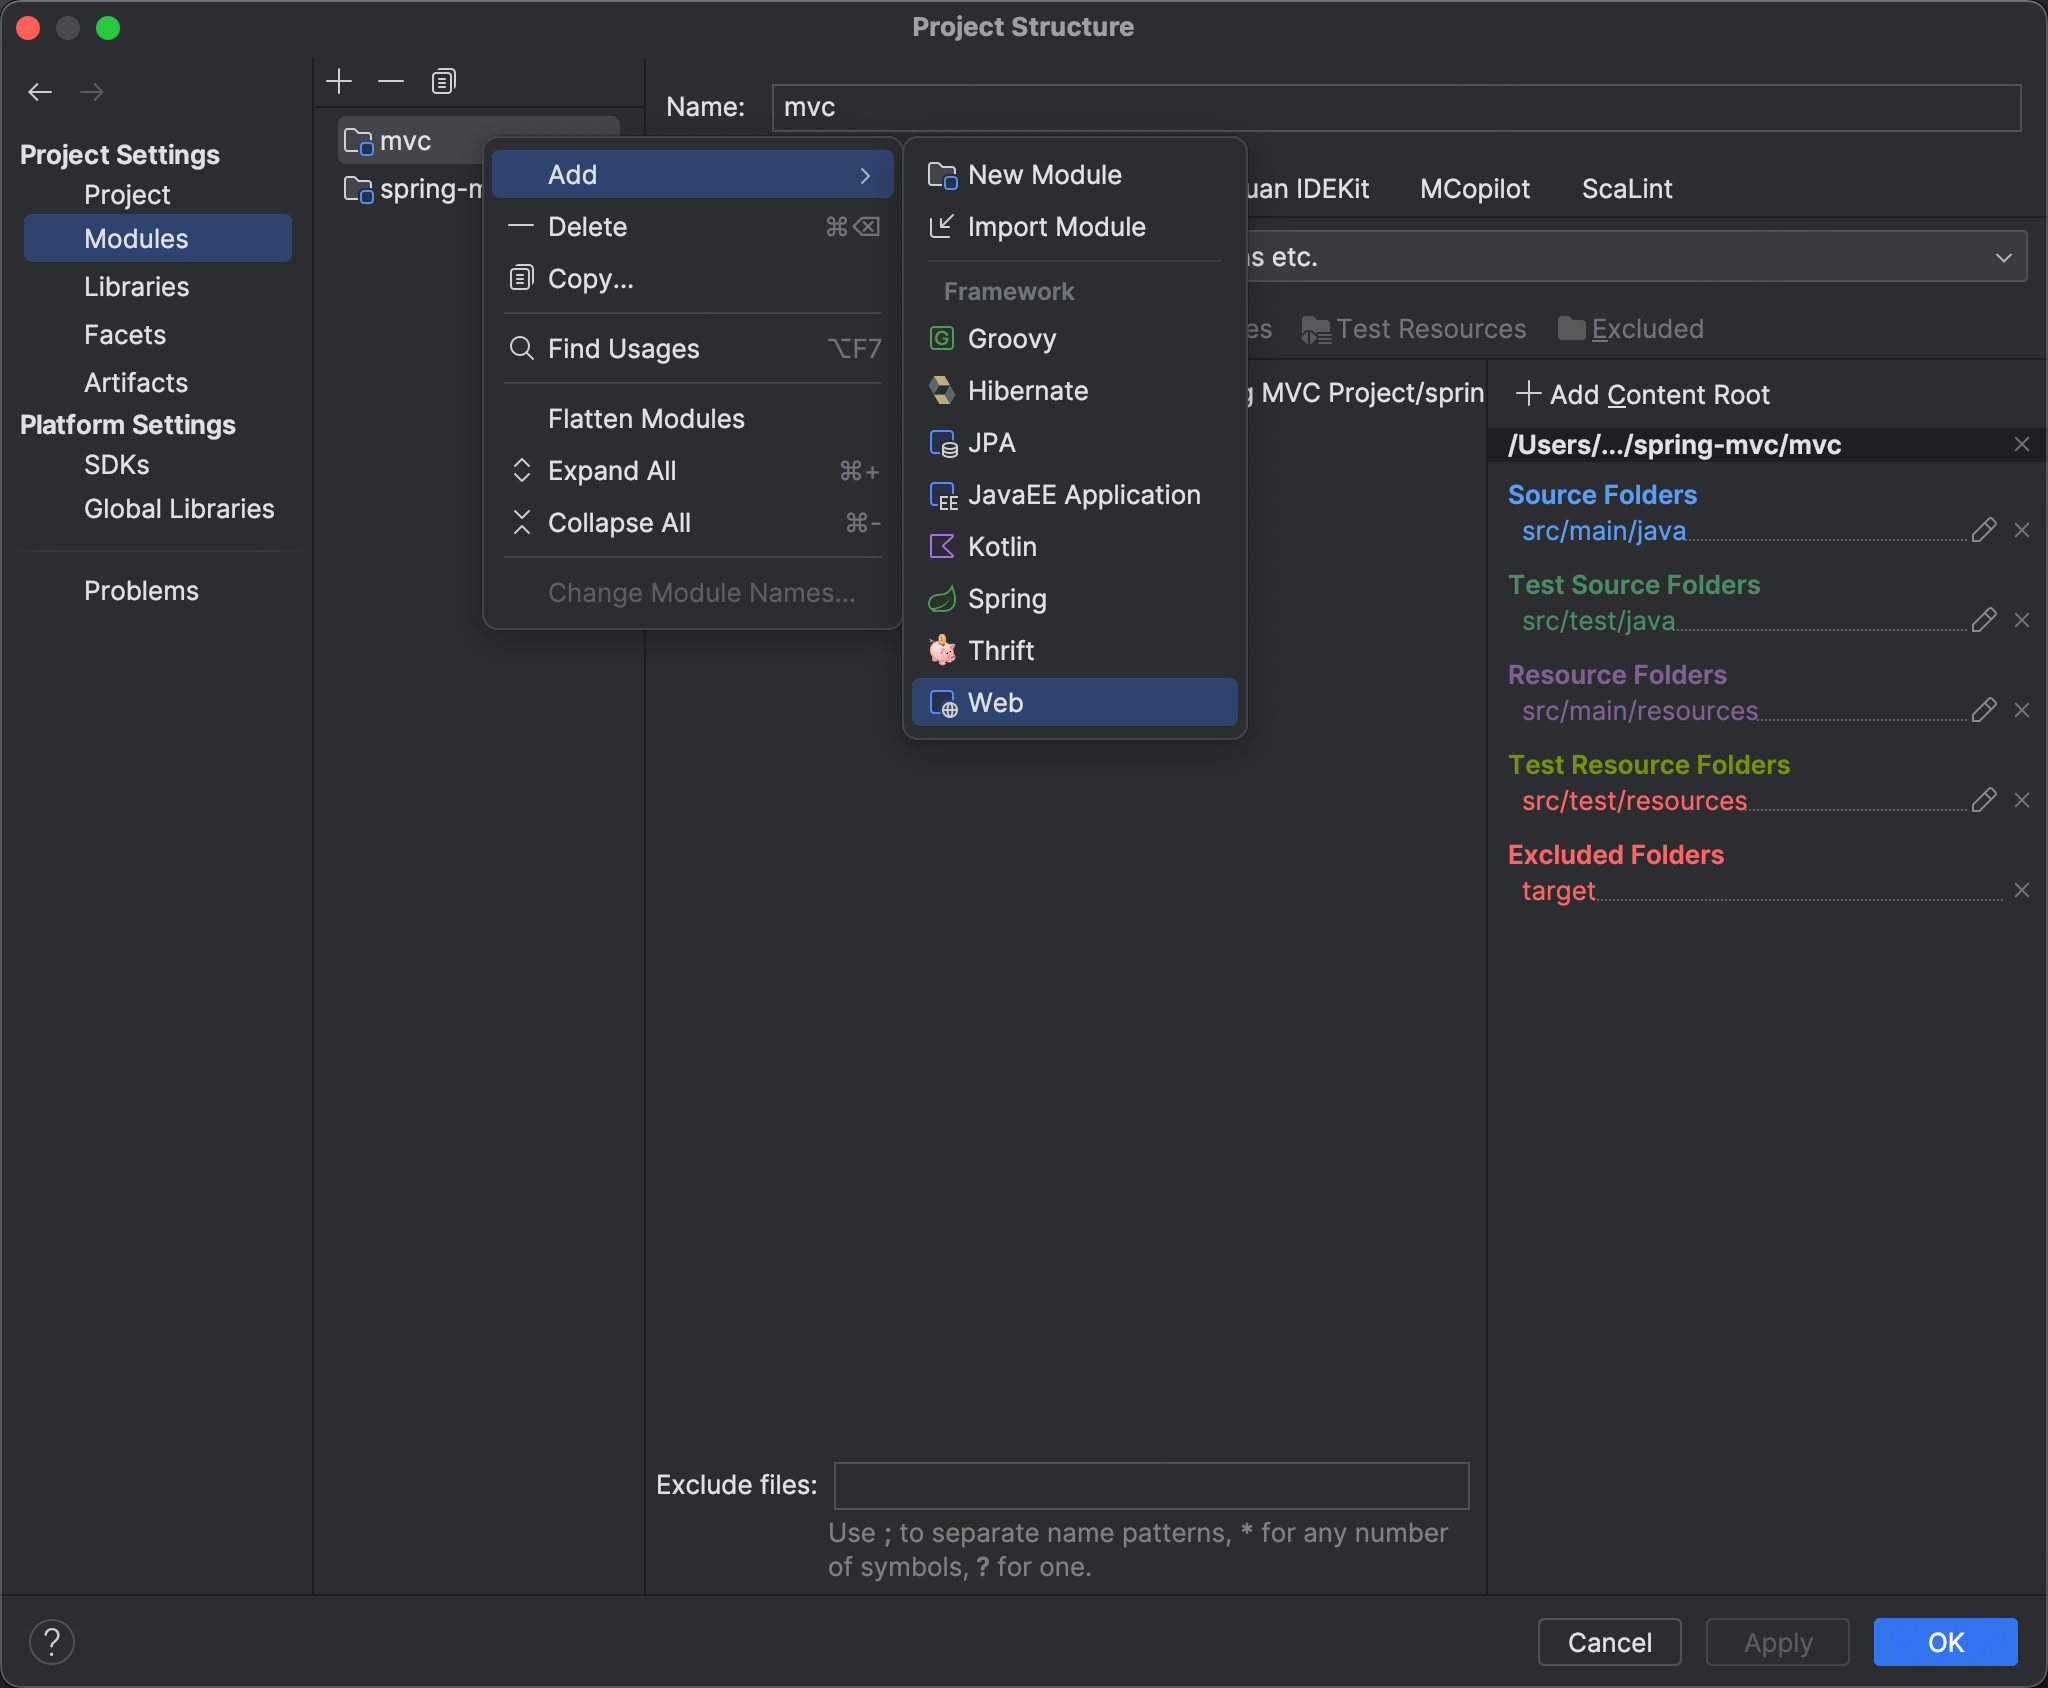 Project Structure
Project Settings
Project
Modules
Libraries
Facets
Artifacts
Platform Settings
SDKs
Global Libraries
Problems
mvc
Name: mvc
Add
Delete ⌘⌫
Copy...
Find Usages ⌥F7
Flatten Modules
Expand All ⌘+
Collapse All ⌘-
Change Module Names...
New Module
Import Module
Framework
Groovy
Hibernate
JPA
JavaEE Application
Kotlin
Spring
Thrift
Web
IDEKit MCopilot ScaLint
etc.
Test Resources Excluded
MVC Project/sprin
Add Content Root
/Users/.../spring-mvc/mvc
Source Folders
src/main/java
Test Source Folders
src/test/java
Resource Folders
src/main/resources
Test Resource Folders
src/test/resources
Excluded Folders
target
Exclude files:
Use ; to separate name patterns, * for any number
of symbols, ? for one.
?
Cancel Apply OK